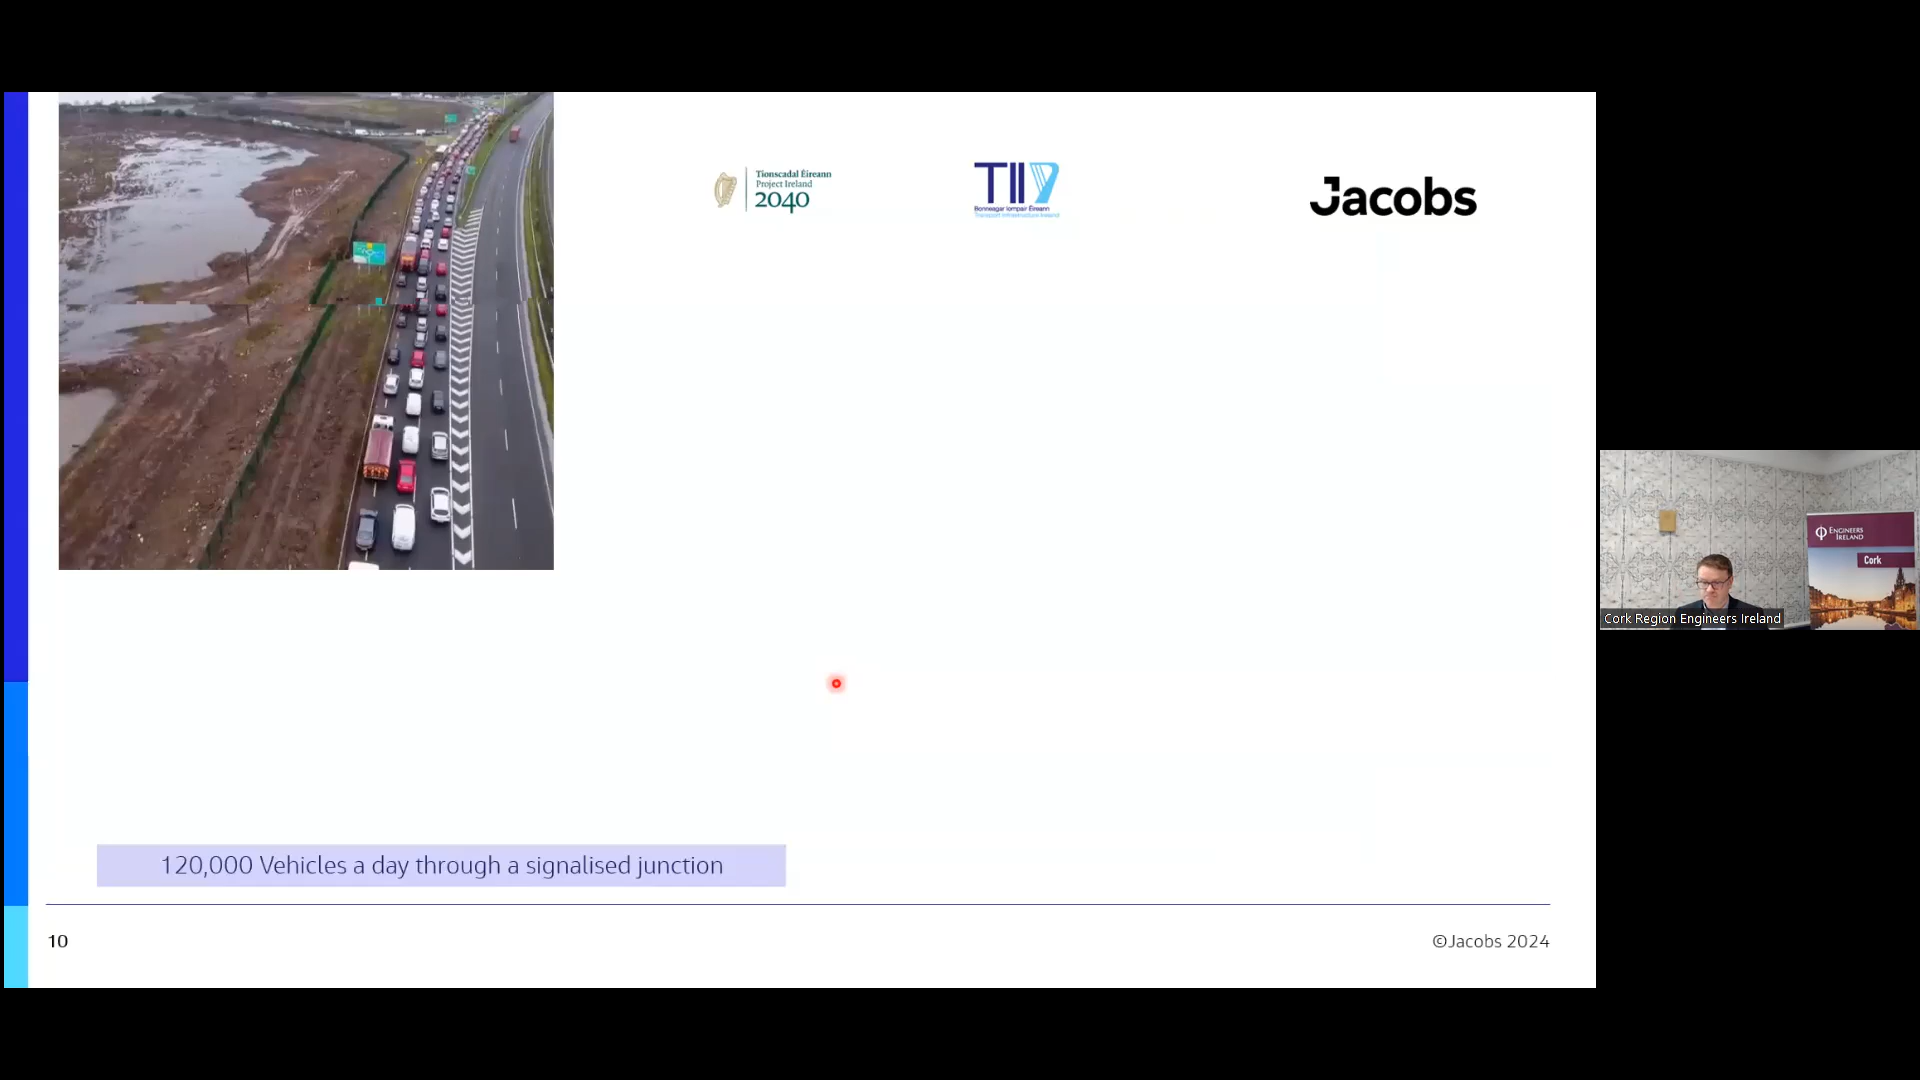 Tionscadal Éireann
Project Ireland
2040
TII
Bonneagar Iompair Éireann
Transport Infrastructure Ireland
Jacobs
ENGINEERS
IRELAND
Cork
Cork Region Engineers Ireland
120,000 Vehicles a day through a signalised junction
10
©Jacobs 2024